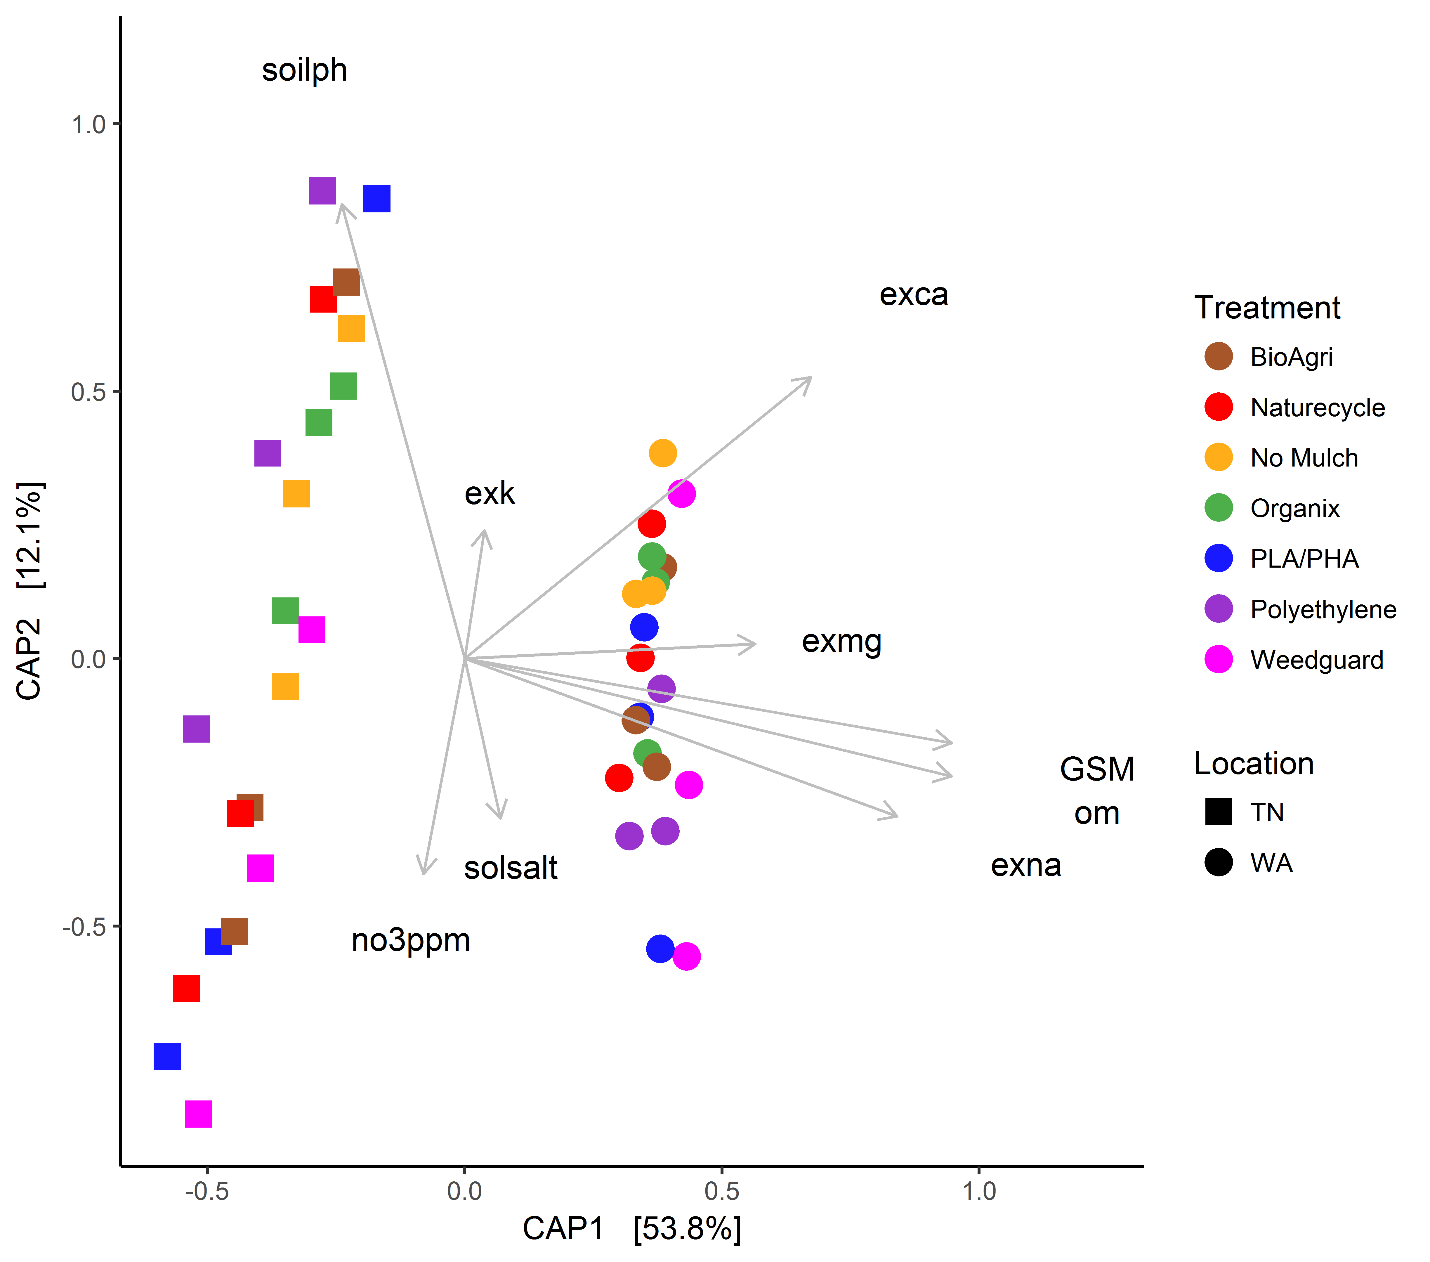 soilph
1.0
exca
Treatment
BioAgri
0.5
Naturecycle
No Mulch
exk
Organix
CAP2 [12.1%]
PLA/PHA
exmg
Polyethylene
0.0
Weedguard
GSM
Location
om
TN
solsalt
exna
WA
-0.5
no3ppm
-0.5
0.0
0.5
1.0
CAP1 [53.8%]